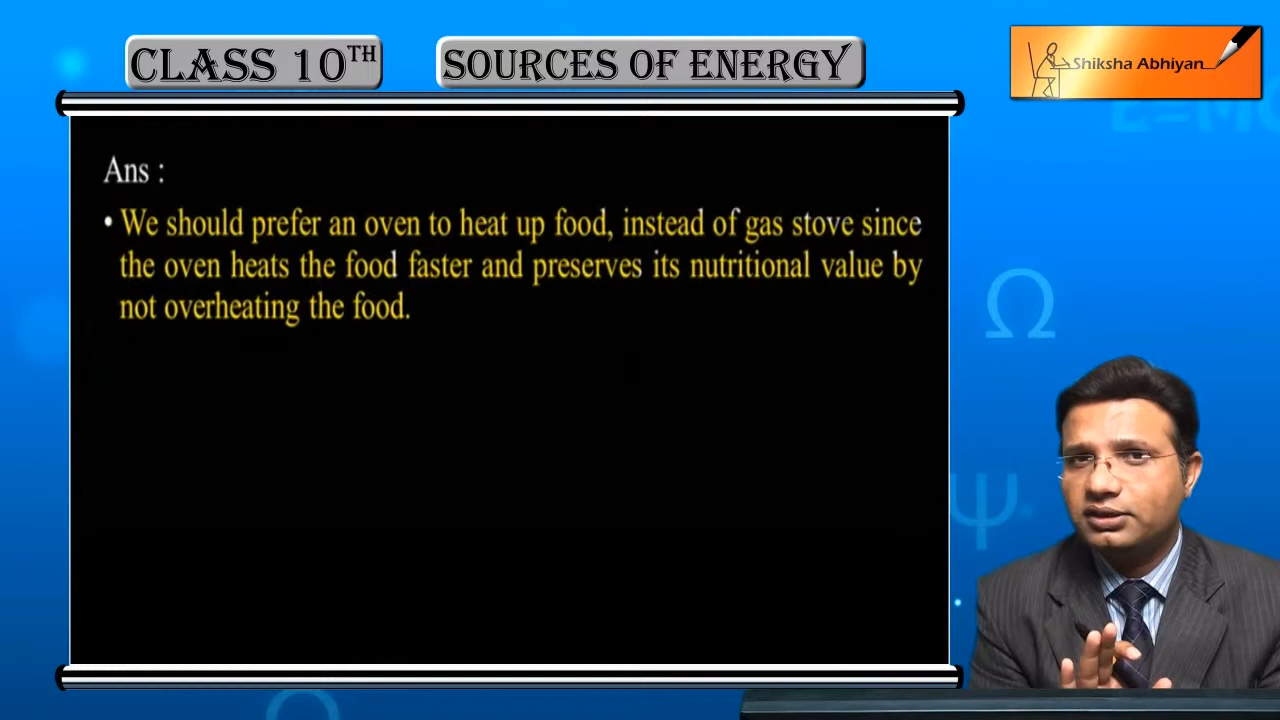 CLASS 10TH
SOURCES OF ENERGY
Shiksha Abhiyan
Ans :
• We should prefer an oven to heat up food, instead of gas stove since
the oven heats the food faster and preserves its nutritional value by
not overheating the food.
Ω
Ψ